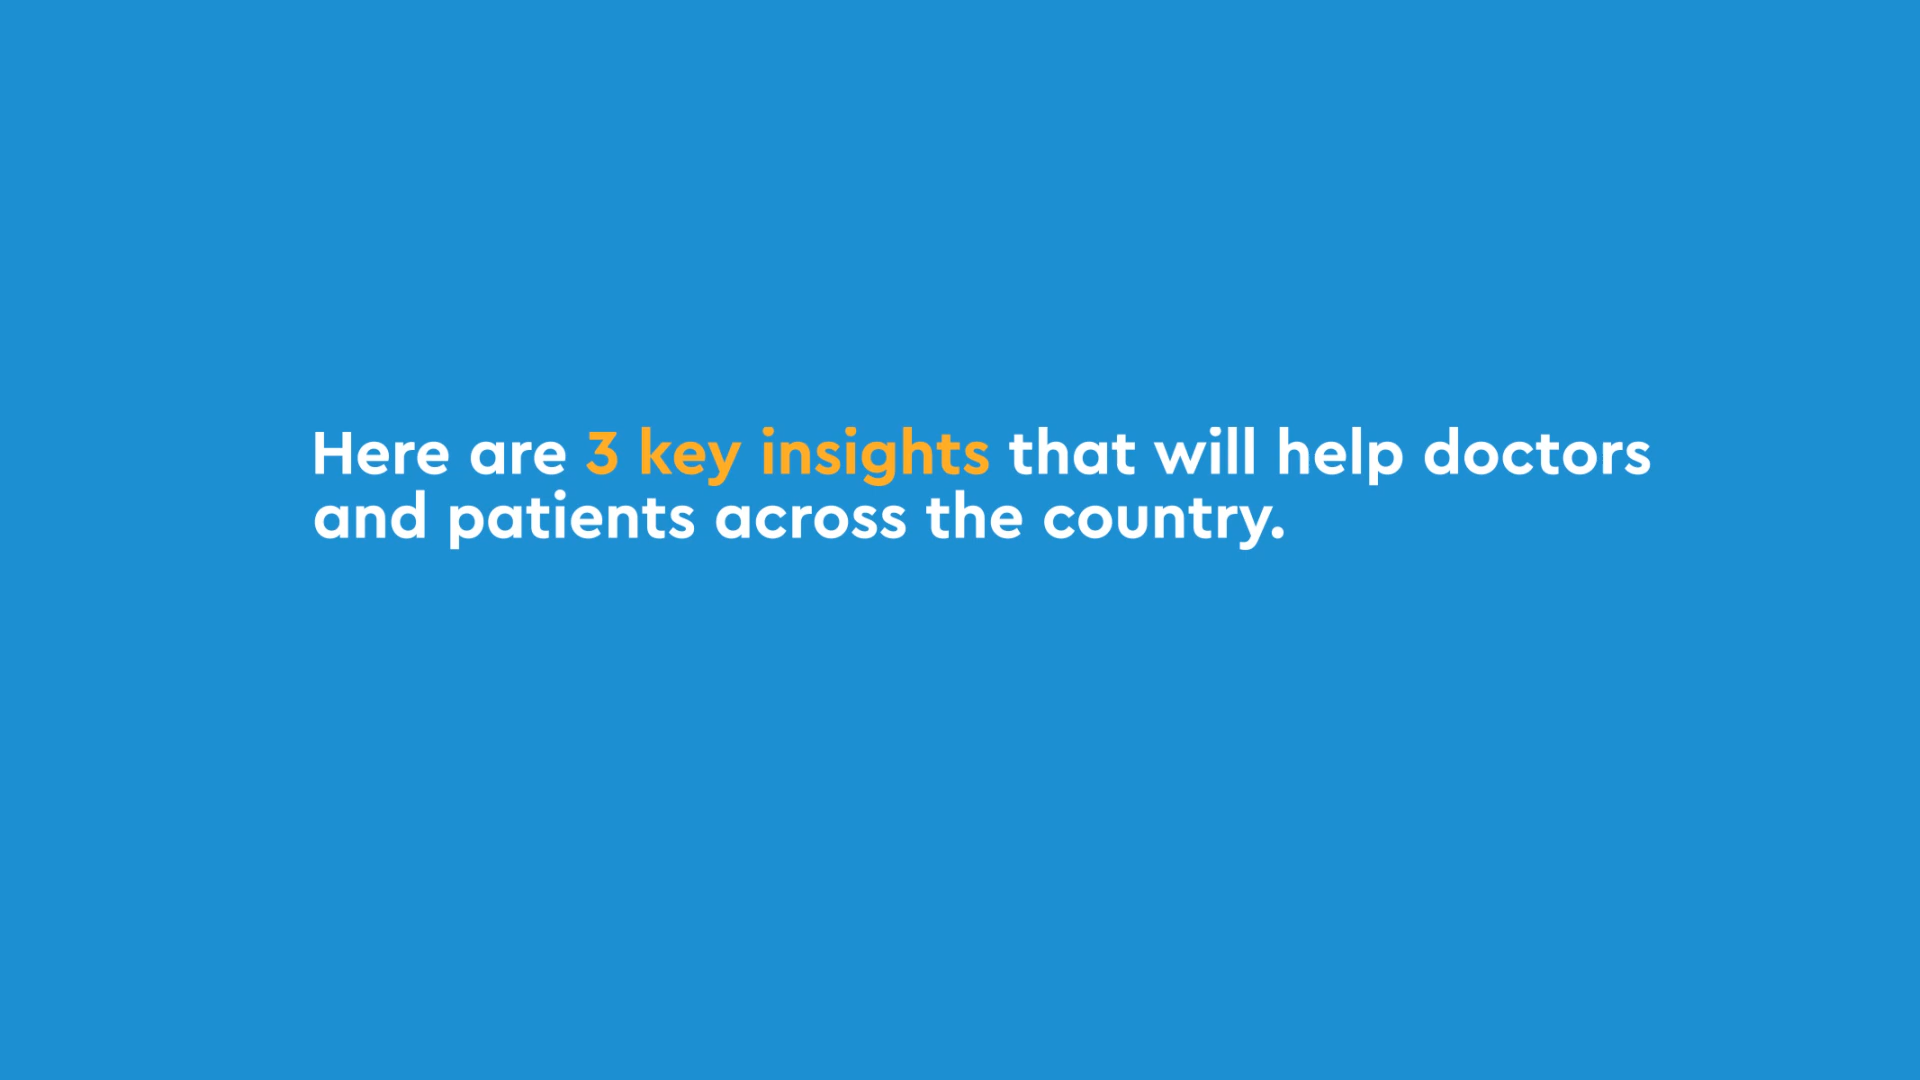 Here are 3 key insights that will help doctors
and patients across the country.